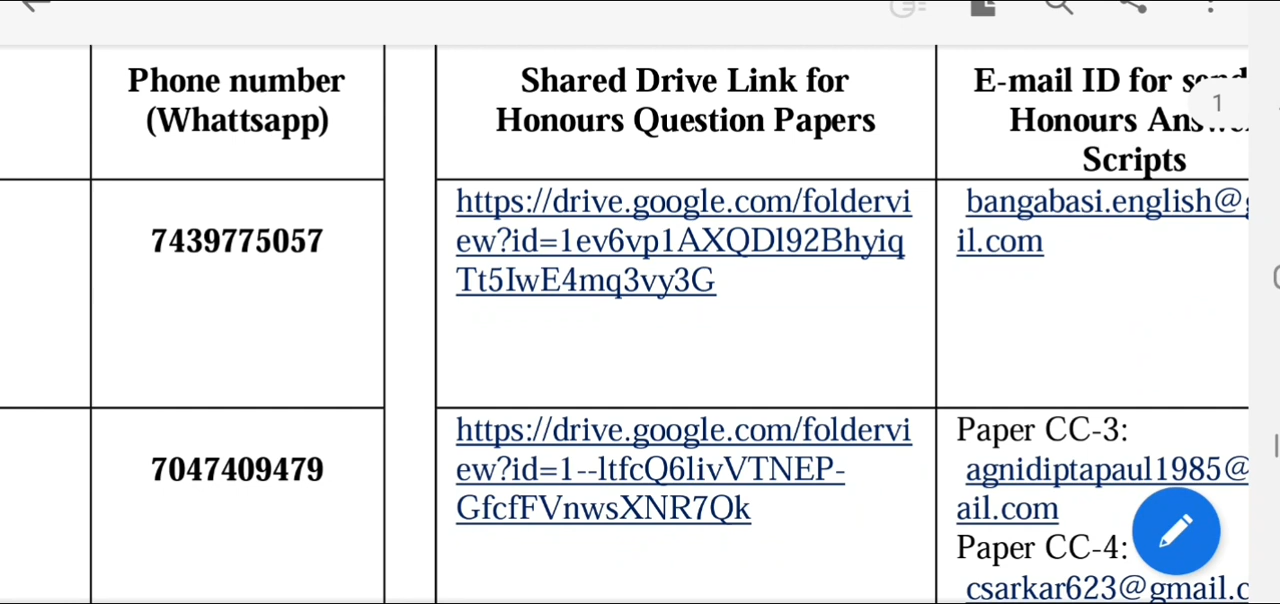 Phone number
(Whattsapp)
Shared Drive Link for
Honours Question Papers
E-mail ID for
Honours
Scripts
1
7439775057
https://drive.google.com/foldervi
ew?id=1ev6vp1AXQDl92Bhyiq
Tt5IwE4mq3vy3G
bangabasi.english@
il.com
7047409479
https://drive.google.com/foldervi
ew?id=1--ltfcQ6livVTNEP-
GfcfFVnwsXNR7Qk
Paper CC-3:
agnidiptapaul1985@
ail.com
Paper CC-4:
csarkar623@gmail.c